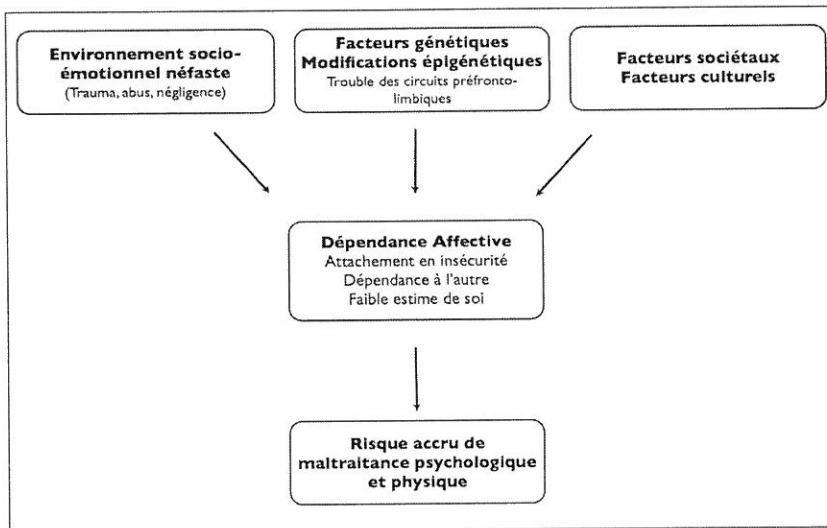 Environnement socio-
émotionnel néfaste
(Trauma, abus, négligence)
Facteurs génétiques
Modifications épigénétiques
Trouble des circuits préfronto-
limbiques
Facteurs sociétaux
Facteurs culturels
Dépendance Affective
Attachement en insécurité
Dépendance à l'autre
Faible estime de soi
Risque accru de
maltraitance psychologique
et physique